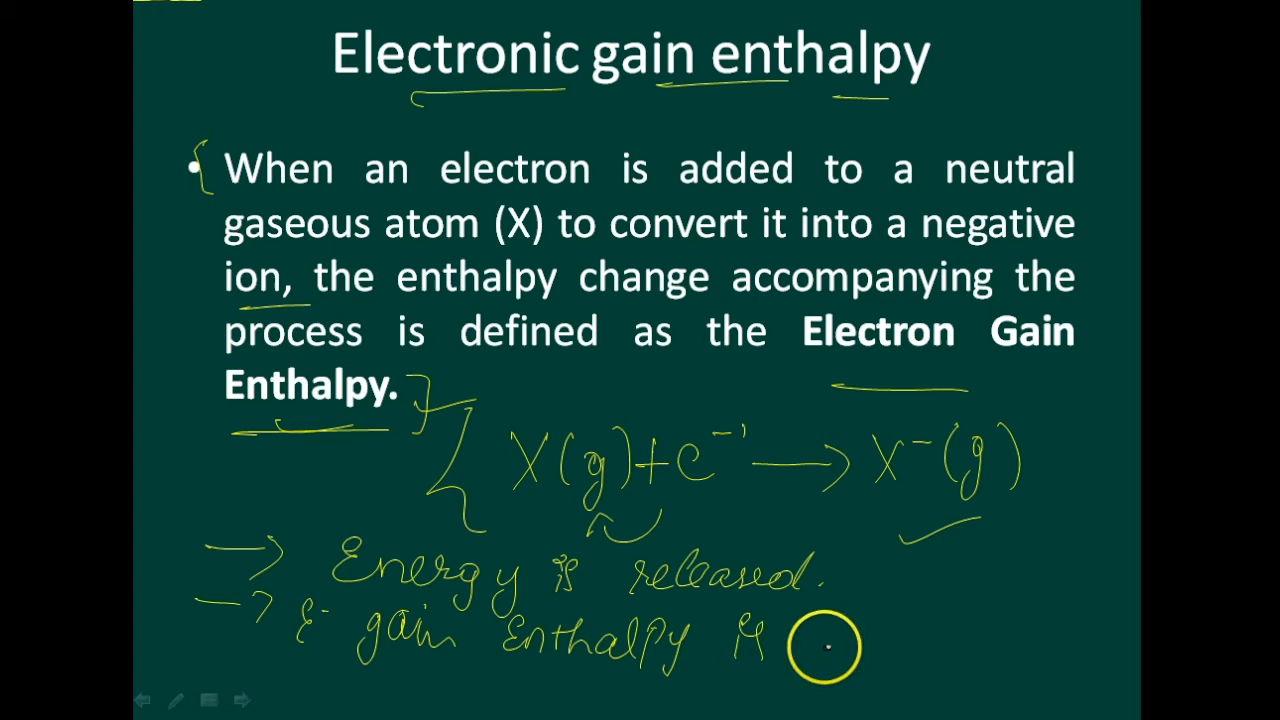 Electronic gain enthalpy
• When an electron is added to a neutral
gaseous atom (X) to convert it into a negative
ion, the enthalpy change accompanying the
process is defined as the Electron Gain
Enthalpy.
X(g) + e⁻¹ → X⁻(g)
→ Energy is released.
→ e⁻ gain Enthalpy is